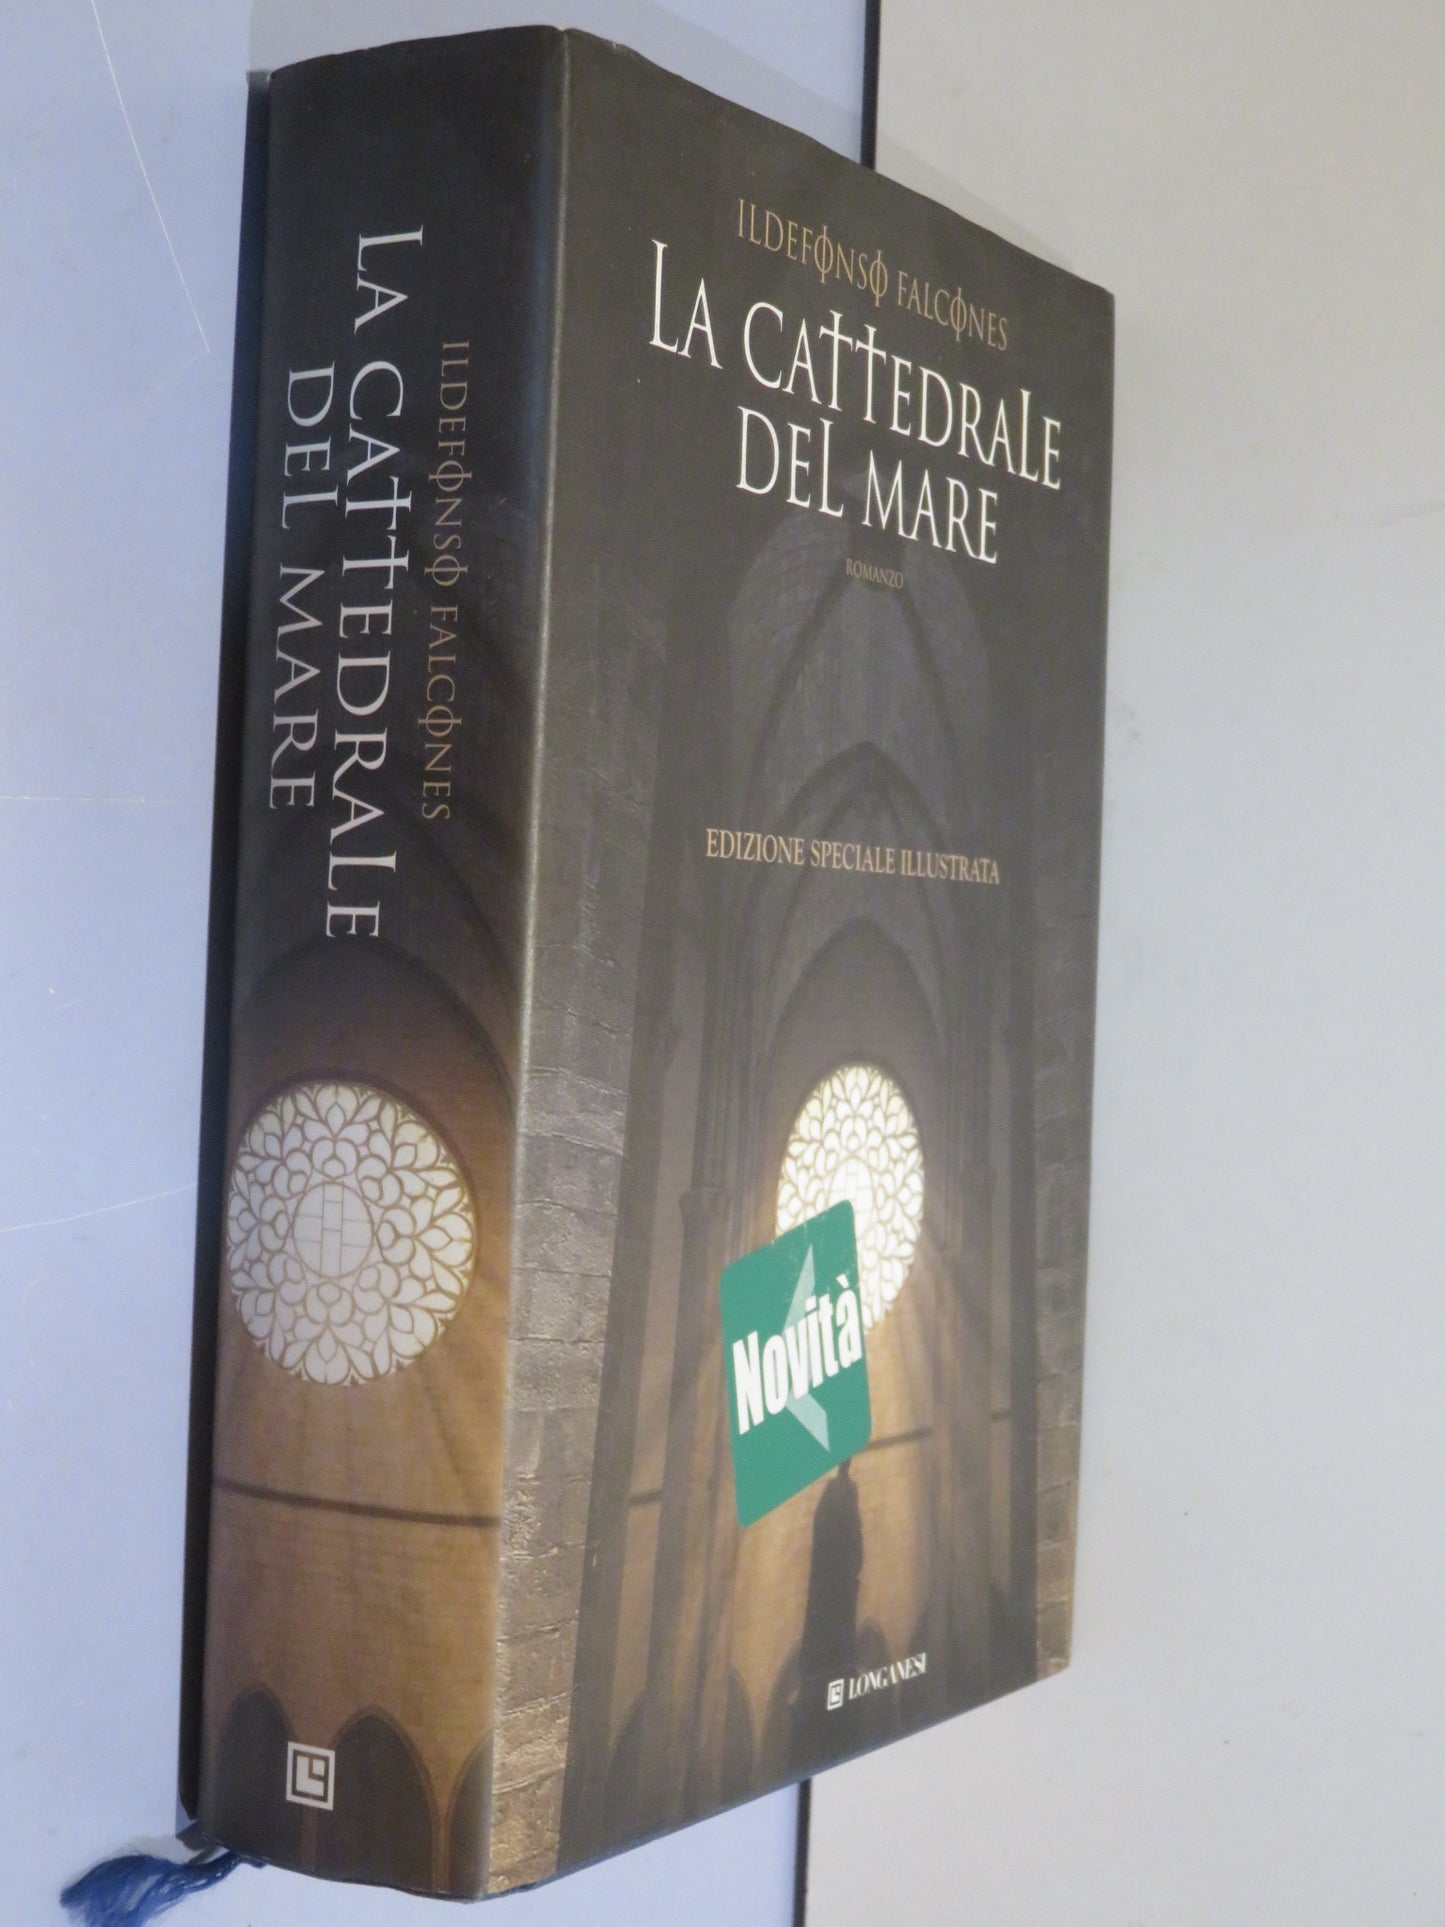 ILDEFONSO FALCONES
LA CATTEDRALE
DEL MARE
ILDEFONSO FALCONES
LA CATTEDRALE
DEL MARE
ROMANZO
EDIZIONE SPECIALE ILLUSTRATA
Novità
LONGANESI